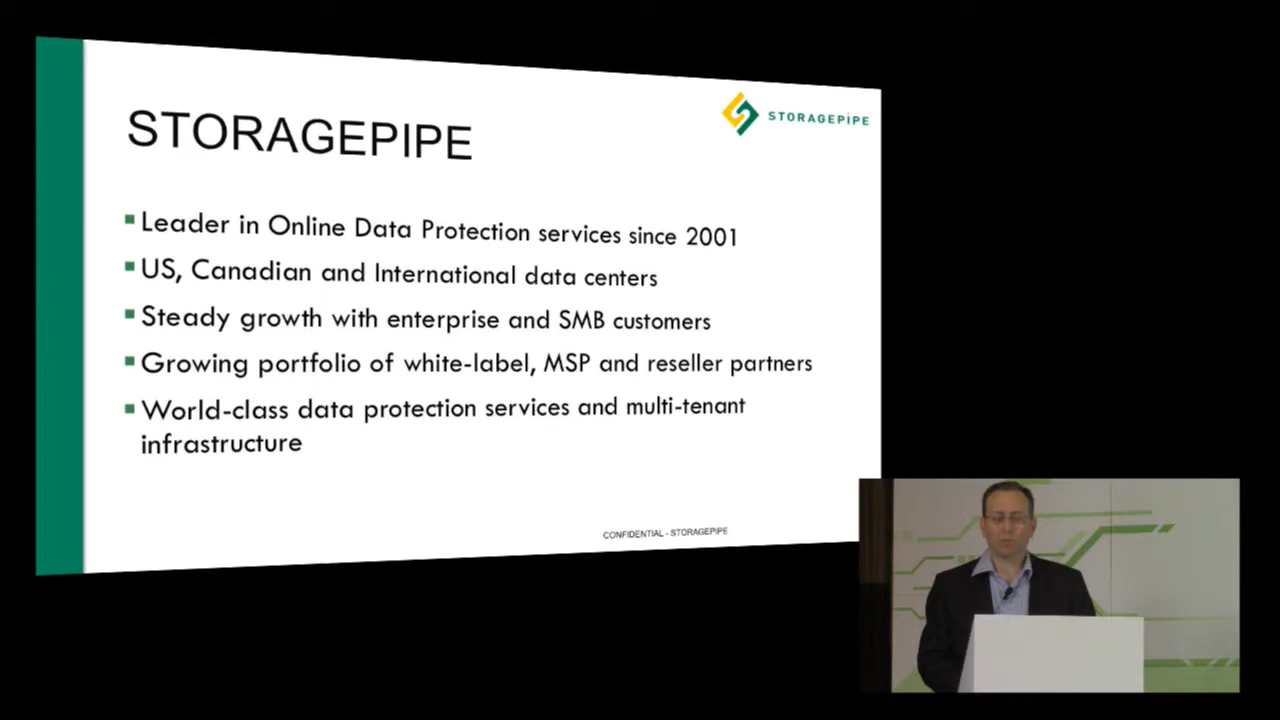 STORAGEPIPE
STORAGEPIPE
Leader in Online Data Protection services since 2001
US, Canadian and International data centers
Steady growth with enterprise and SMB customers
Growing portfolio of white-label, MSP and reseller partners
World-class data protection services and multi-tenant
infrastructure
CONFIDENTIAL - STORAGEPIPE